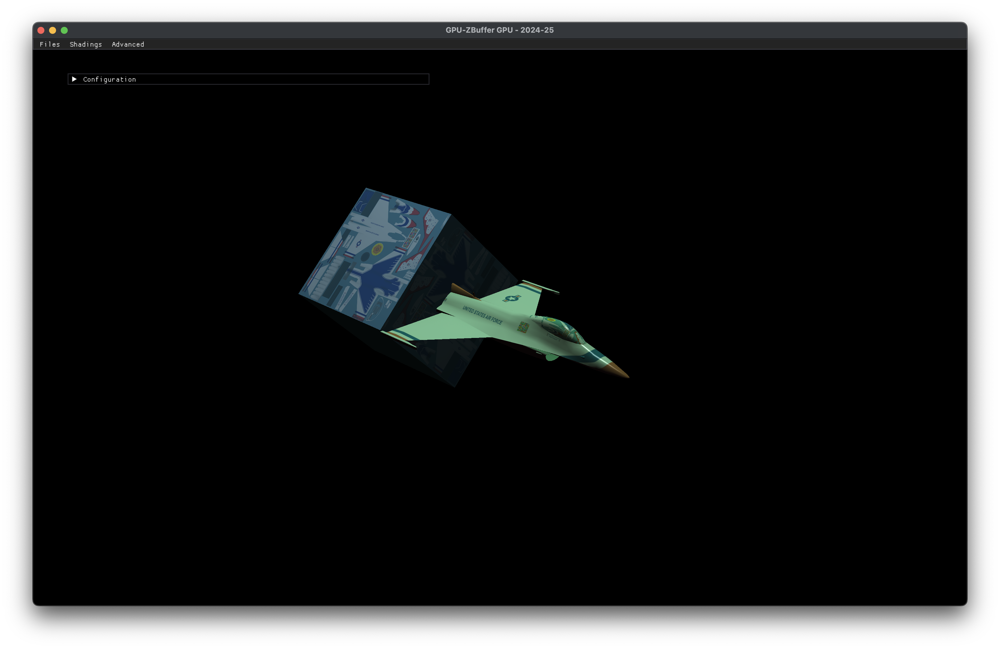 GPU-ZBuffer GPU - 2024-25
Files Shadings Advanced
Configuration
UNITED STATES AIR FORCE